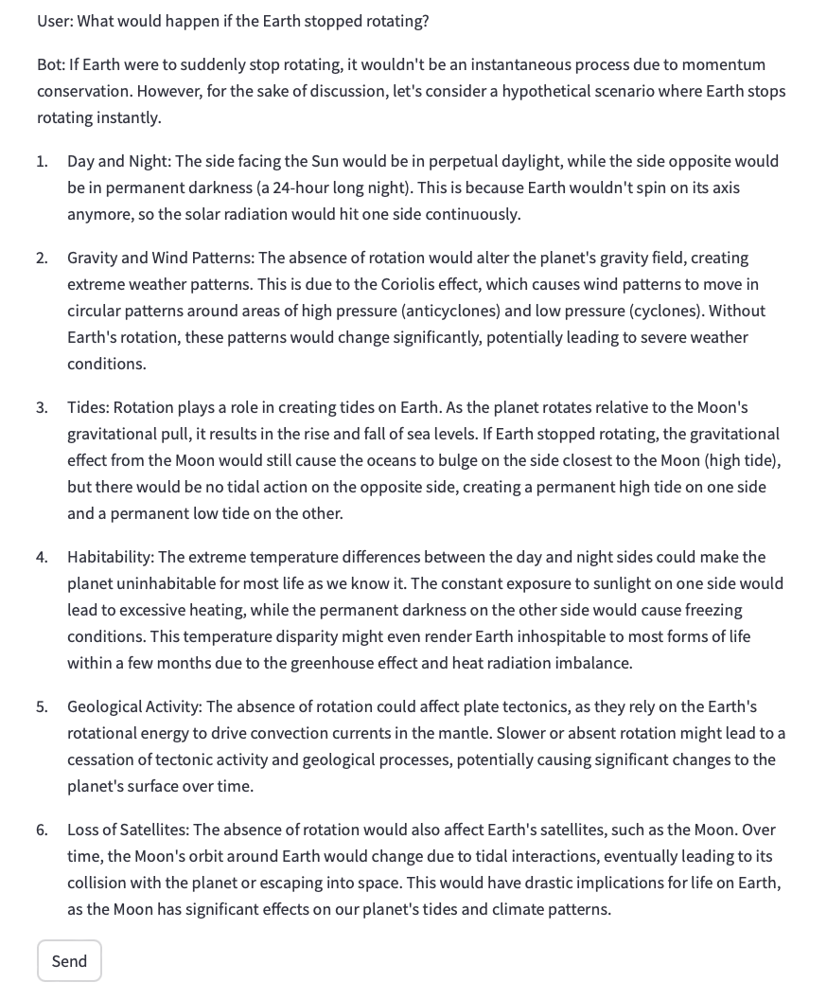 User: What would happen if the Earth stopped rotating?
Bot: If Earth were to suddenly stop rotating, it wouldn't be an instantaneous process due to momentum
conservation. However, for the sake of discussion, let's consider a hypothetical scenario where Earth stops
rotating instantly.
1. Day and Night: The side facing the Sun would be in perpetual daylight, while the side opposite would
be in permanent darkness (a 24-hour long night). This is because Earth wouldn't spin on its axis
anymore, so the solar radiation would hit one side continuously.
2. Gravity and Wind Patterns: The absence of rotation would alter the planet's gravity field, creating
extreme weather patterns. This is due to the Coriolis effect, which causes wind patterns to move in
circular patterns around areas of high pressure (anticyclones) and low pressure (cyclones). Without
Earth's rotation, these patterns would change significantly, potentially leading to severe weather
conditions.
3. Tides: Rotation plays a role in creating tides on Earth. As the planet rotates relative to the Moon's
gravitational pull, it results in the rise and fall of sea levels. If Earth stopped rotating, the gravitational
effect from the Moon would still cause the oceans to bulge on the side closest to the Moon (high tide),
but there would be no tidal action on the opposite side, creating a permanent high tide on one side
and a permanent low tide on the other.
4. Habitability: The extreme temperature differences between the day and night sides could make the
planet uninhabitable for most life as we know it. The constant exposure to sunlight on one side would
lead to excessive heating, while the permanent darkness on the other side would cause freezing
conditions. This temperature disparity might even render Earth inhospitable to most forms of life
within a few months due to the greenhouse effect and heat radiation imbalance.
5. Geological Activity: The absence of rotation could affect plate tectonics, as they rely on the Earth's
rotational energy to drive convection currents in the mantle. Slower or absent rotation might lead to a
cessation of tectonic activity and geological processes, potentially causing significant changes to the
planet's surface over time.
6. Loss of Satellites: The absence of rotation would also affect Earth's satellites, such as the Moon. Over
time, the Moon's orbit around Earth would change due to tidal interactions, eventually leading to its
collision with the planet or escaping into space. This would have drastic implications for life on Earth,
as the Moon has significant effects on our planet's tides and climate patterns.
Send